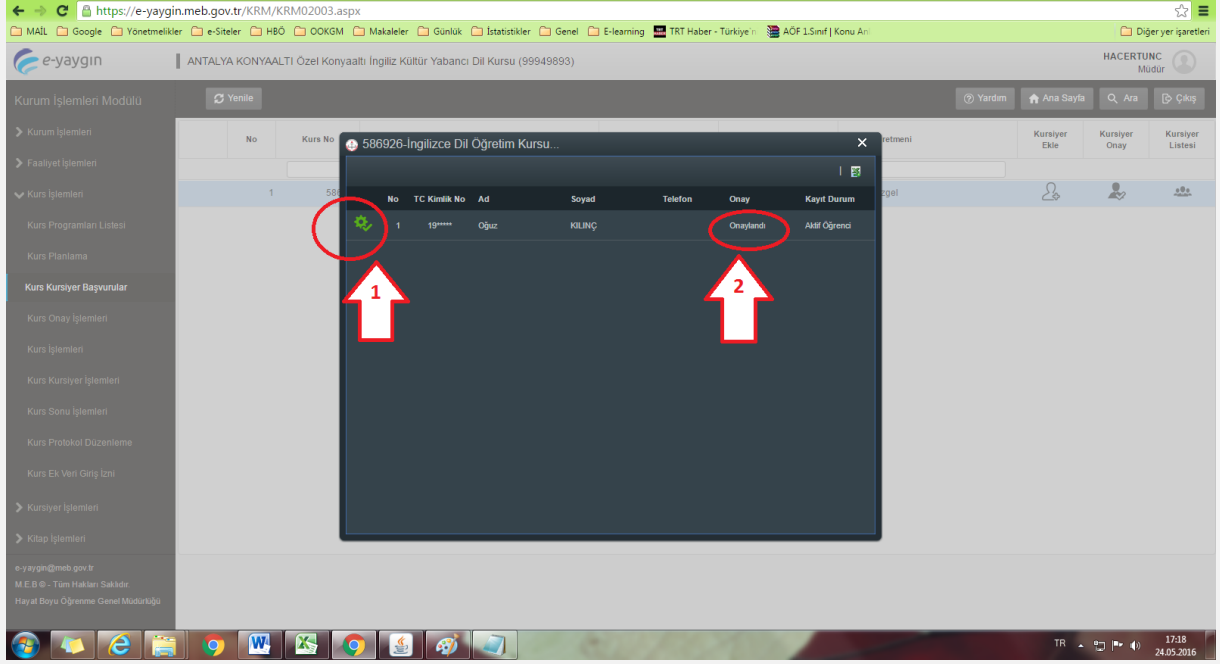 https://e-yaygin.meb.gov.tr/KRM/KRM02003.aspx
MAİL Google Yönetmelikler e-Siteler HBÖ OOKGM Makaleler Günlük İstatistikler Genel E-learning TRT Haber - Türkiye'n AÖF 1.Sınıf | Konu An Diğer yer işaretleri
e-yaygın ANTALYA KONYAALTI Özel Konyaaltı İngiliz Kültür Yabancı Dil Kursu (99949893) HACERTUNC
Müdür
Kurum İşlemleri Modülü Yenile Yardım Ana Sayfa Ara Çıkış
Kurum İşlemleri
No Kurs No retmeni Kursiyer Ekle Kursiyer Onay Kursiyer Listesi
586926-İngilizce Dil Öğretim Kursu...
Faaliyet İşlemleri
Kurs İşlemleri
1 586 zgel
No TC Kimlik No Ad Soyad Telefon Onay Kayıt Durum
1 19***** Oğuz KILINÇ Onaylandı Aktif Öğrenci
Kurs Programları Listesi
Kurs Planlama
Kurs Kursiyer Başvurular
1 2
Kurs Onay İşlemleri
Kurs İşlemleri
Kurs Kursiyer İşlemleri
Kurs Sonu İşlemleri
Kurs Protokol Düzenleme
Kurs Ek Veri Giriş İzni
Kursiyer İşlemleri
Kitap İşlemleri
e-yaygin@meb.gov.tr
M.E.B © - Tüm Hakları Saklıdır.
Hayat Boyu Öğrenme Genel Müdürlüğü
TR 17:18
24.05.2016